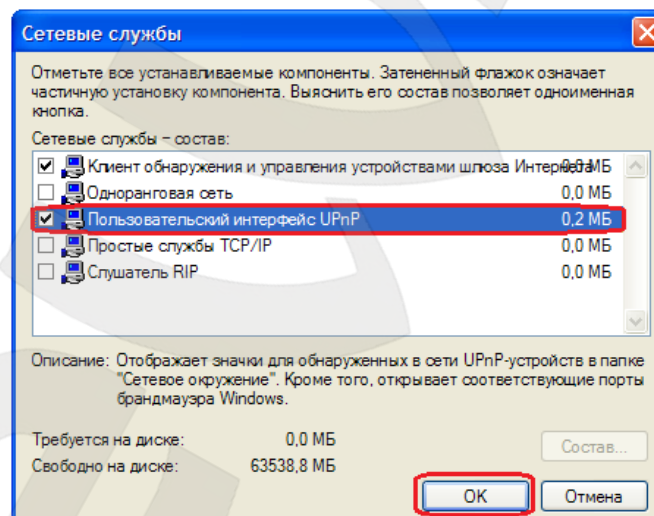 Сетевые службы
Отметьте все устанавливаемые компоненты. Затененный флажок означает
частичную установку компонента. Выяснить его состав позволяет одноименная
кнопка.
Сетевые службы – состав:
Клиент обнаружения и управления устройствами шлюза Интернета 0,0 МБ
Одноранговая сеть 0,0 МБ
Пользовательский интерфейс UPnP 0,2 МБ
Простые службы TCP/IP 0,0 МБ
Слушатель RIP 0,0 МБ
Описание: Отображает значки для обнаруженных в сети UPnP-устройств в папке
"Сетевое окружение". Кроме того, открывает соответствующие порты
брандмауэра Windows.
Требуется на диске: 0,0 МБ
Состав...
Свободно на диске: 63538,8 МБ
OK Отмена